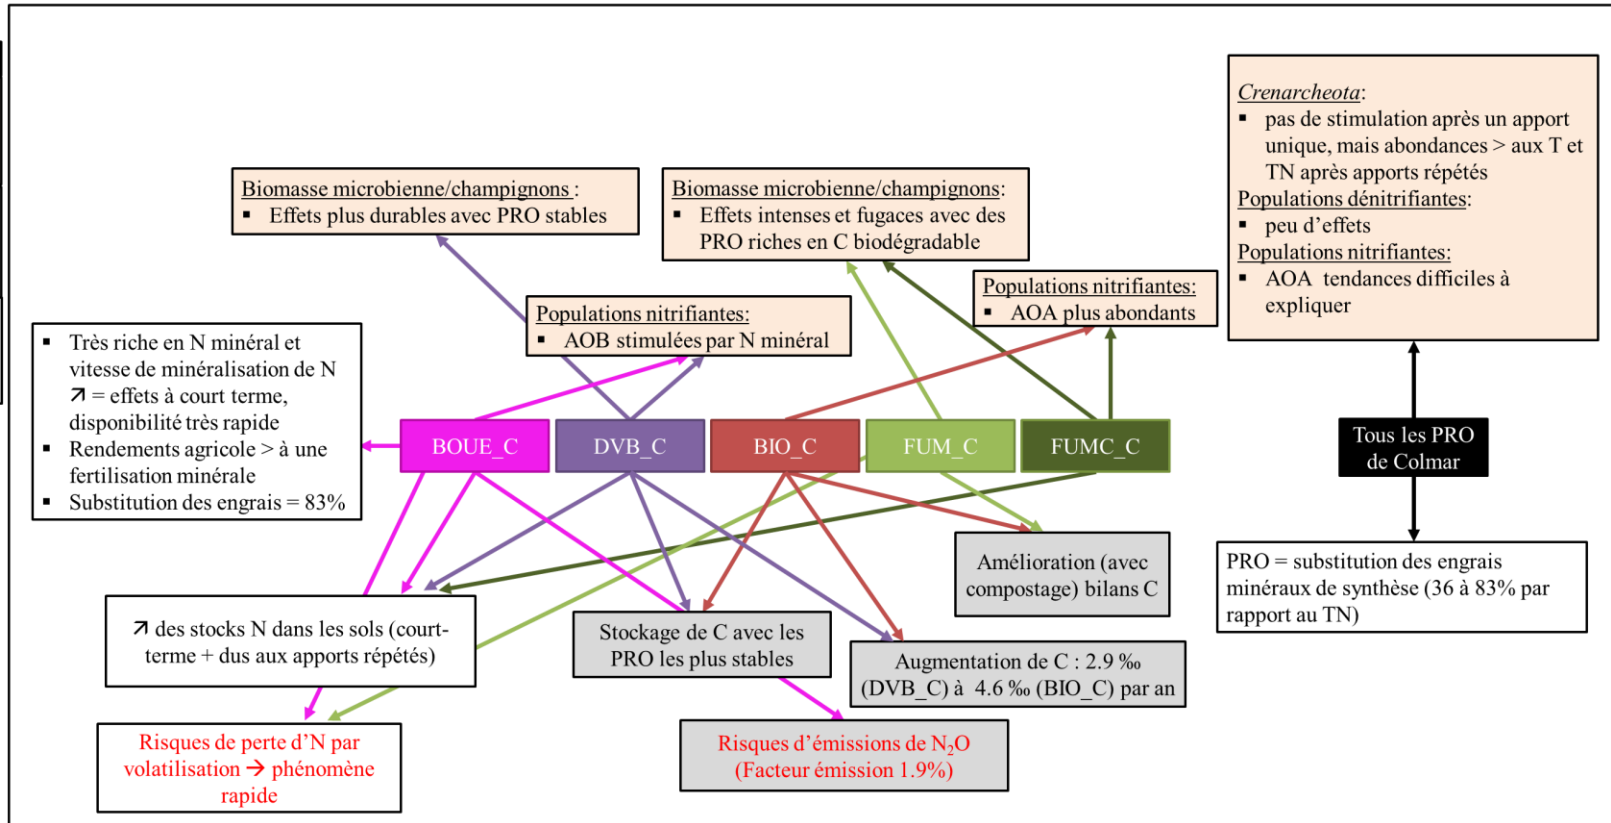 Crenarcheota:
▪ pas de stimulation après un apport
unique, mais abondances > aux T et
TN après apports répétés
Populations dénitrifiantes:
▪ peu d'effets
Populations nitrifiantes:
▪ AOA tendances difficiles à
expliquer
Biomasse microbienne/champignons :
▪ Effets plus durables avec PRO stables
Biomasse microbienne/champignons:
▪ Effets intenses et fugaces avec des
PRO riches en C biodégradable
Populations nitrifiantes:
▪ AOA plus abondants
Populations nitrifiantes:
▪ AOB stimulées par N minéral
▪ Très riche en N minéral et
vitesse de minéralisation de N
↗ = effets à court terme,
disponibilité très rapide
▪ Rendements agricole > à une
fertilisation minérale
▪ Substitution des engrais = 83%
BOUE_C
DVB_C
BIO_C
FUM_C
FUMC_C
Tous les PRO
de Colmar
Amélioration (avec
compostage) bilans C
PRO = substitution des engrais
minéraux de synthèse (36 à 83% par
rapport au TN)
↗ des stocks N dans les sols (court-
terme + dus aux apports répétés)
Stockage de C avec les
PRO les plus stables
Augmentation de C : 2.9 ‰
(DVB_C) à 4.6 ‰ (BIO_C) par an
Risques de perte d'N par
volatilisation → phénomène
rapide
Risques d'émissions de N₂O
(Facteur émission 1.9%)